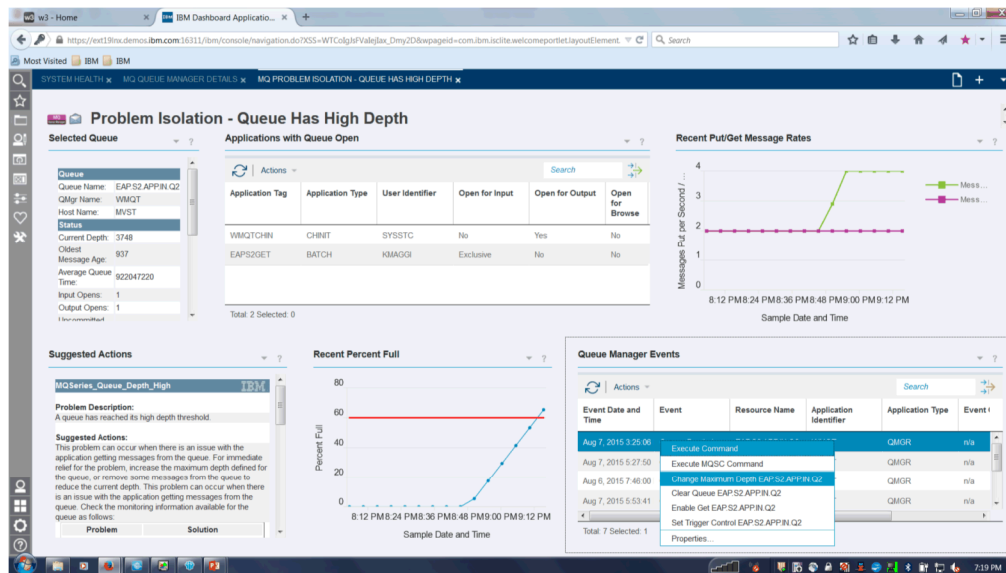 w3 - Home
IBM Dashboard Applicatio...
https://ext19lnx.demos.ibm.com:16311/ibm/console/navigation.do?XSS=
&wpageid=com.ibm.isclite.welcomeportlet.layoutElement.
Search
Most Visited IBM IBM
SYSTEM HEALTH MQ QUEUE MANAGER DETAILS MQ PROBLEM ISOLATION - QUEUE HAS HIGH DEPTH
Problem Isolation - Queue Has High Depth
Selected Queue
Queue
Queue Name: EAP.S2.APP.IN.Q2
QMgr Name: WMQT
Host Name: MVST
Status
Current Depth: 3748
Oldest
Message Age: 937
Average Queue
Time: 922047220
Input Opens: 1
Output Opens: 1
Uncommitted
Applications with Queue Open
Actions
Search
Application Tag Application Type User Identifier Open for Input Open for Output Open
for
Browse
WMQTCHIN CHINIT SYSSTC No Yes No
EAPS2GET BATCH KMAGGI Exclusive No No
Total: 2 Selected: 0
Recent Put/Get Message Rates
Messages Put per Second / ...
4
3
2
1
0
8:12 PM 8:24 PM 8:36 PM 8:48 PM 9:00 PM 9:12 PM
Sample Date and Time
Mess...
Mess...
Suggested Actions
MQSeries_Queue_Depth_High IBM
Problem Description:
A queue has reached its high depth threshold.
Suggested Actions:
This problem can occur when there is an issue with the
application getting messages from the queue. For immediate
relief for the problem, increase the maximum depth defined for
the queue, or remove some messages from the queue to
reduce the current depth. This problem can occur when there
is an issue with the application getting messages from the
queue. Check the monitoring information available for the
queue as follows:
Problem Solution
Recent Percent Full
Percent Full
80
60
40
20
0
8:12 PM 8:24 PM 8:36 PM 8:48 PM 9:00 PM 9:12 PM
Sample Date and Time
Queue Manager Events
Actions
Search
Event Date and
Time
Event Resource Name Application
Identifier
Application Type Event
Aug 7, 2015 3:25:06 QMGR n/a
Aug 7, 2015 5:27:50 QMGR n/a
Aug 6, 2015 7:46:00 QMGR n/a
Aug 7, 2015 5:53:41 QMGR n/a
Execute Command
Execute MQSC Command
Change Maximum Depth EAP.S2.APP.IN.Q2
Clear Queue EAP.S2.APP.IN.Q2
Enable Get EAP.S2.APP.IN.Q2
Set Trigger Control EAP.S2.APP.IN.Q2
Properties...
Total: 7 Selected: 1
7:19 PM